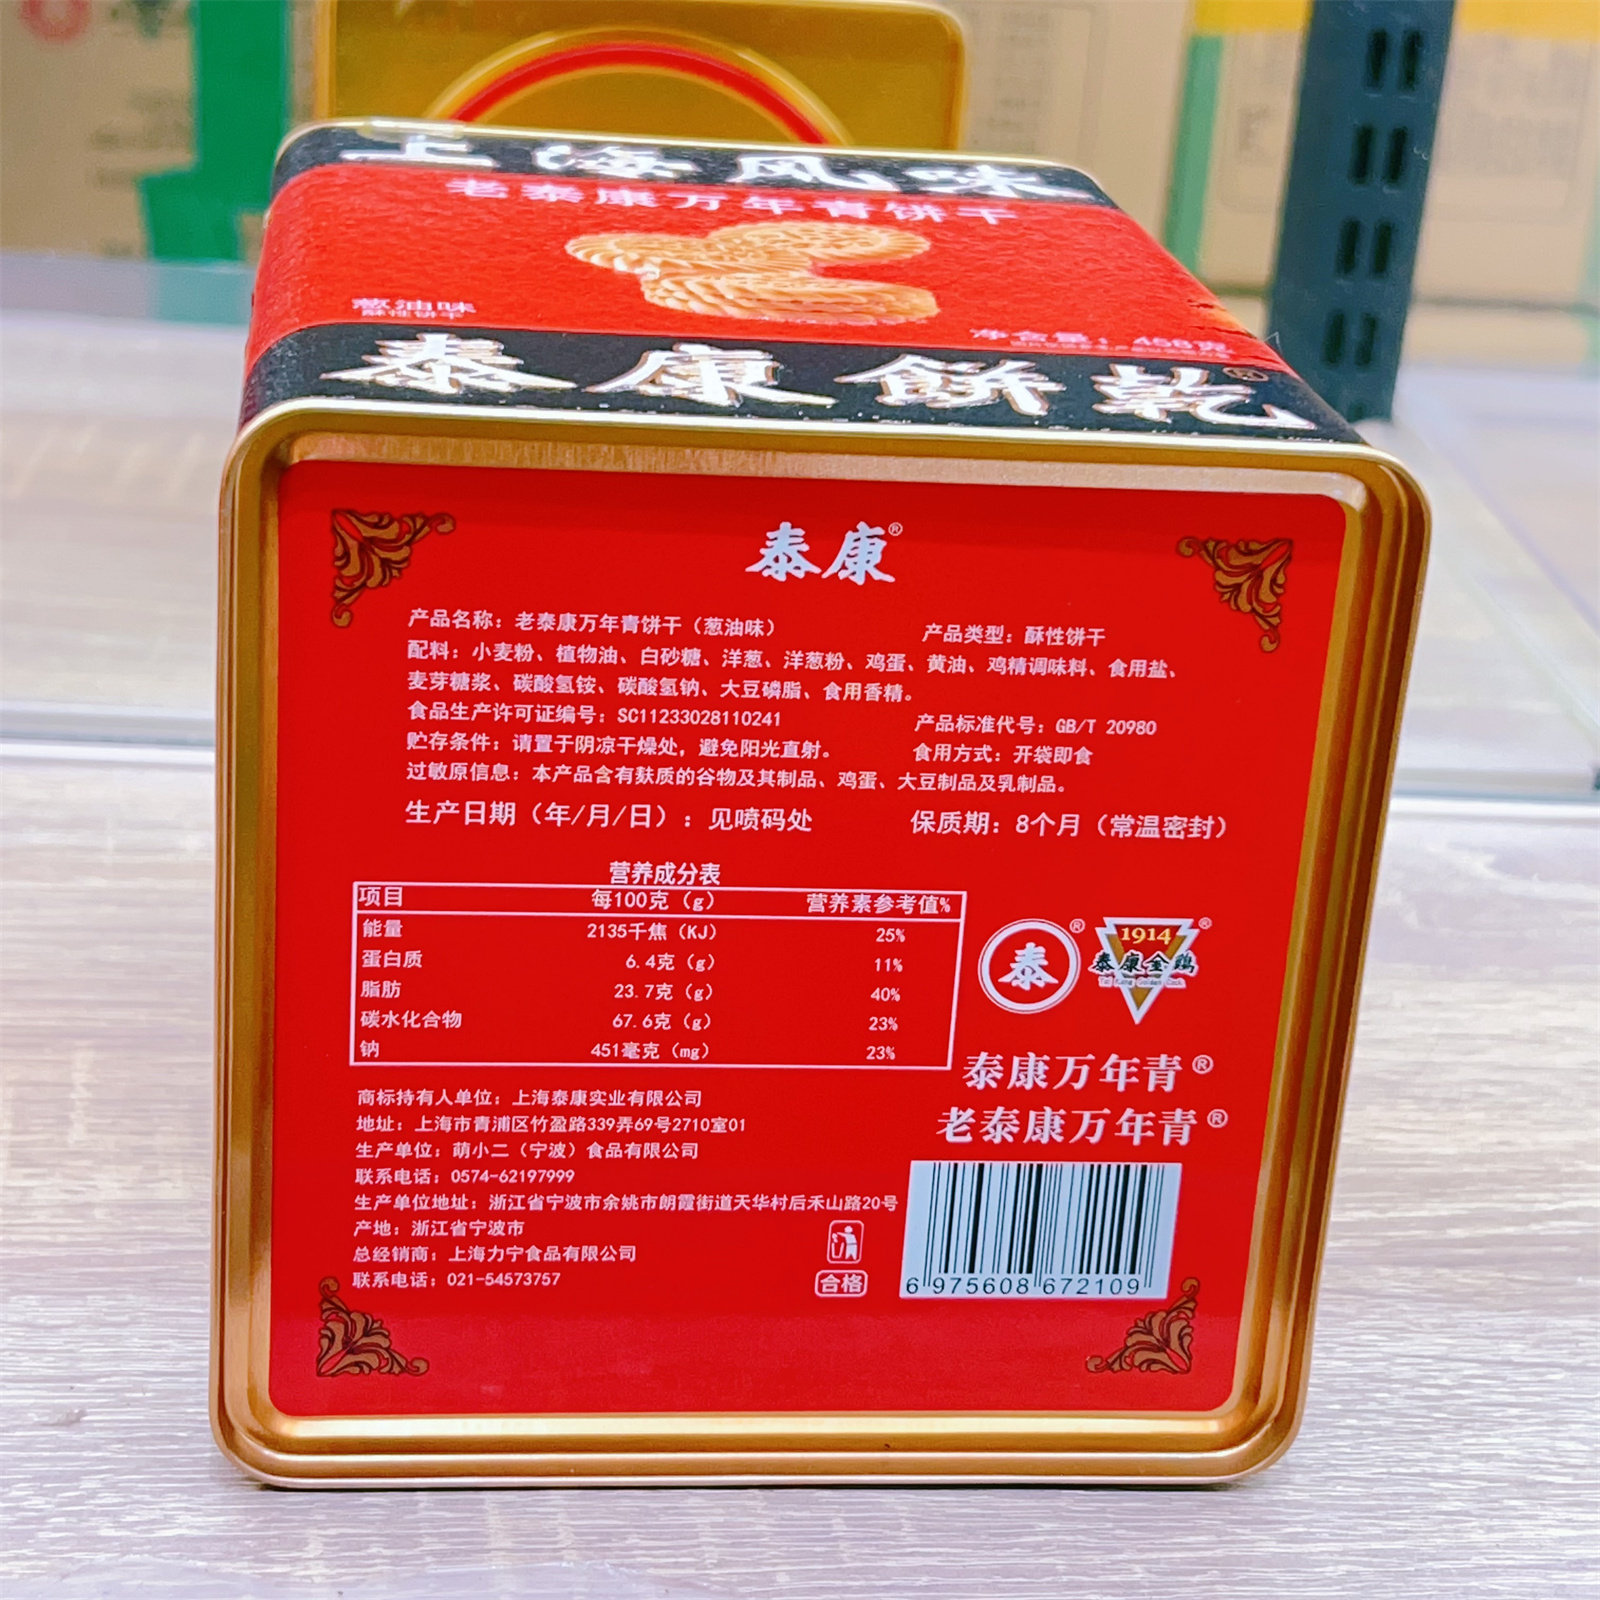 上海风味
老泰康万年青饼干
葱油味
酥性饼干
净含量：468克
泰康餅乾®
泰康®
产品名称：老泰康万年青饼干（葱油味） 产品类型：酥性饼干
配料：小麦粉、植物油、白砂糖、洋葱、洋葱粉、鸡蛋、黄油、鸡精调味料、食用盐、
麦芽糖浆、碳酸氢铵、碳酸氢钠、大豆磷脂、食用香精。
食品生产许可证编号：SC11233028110241 产品标准代号：GB/T 20980
贮存条件：请置于阴凉干燥处，避免阳光直射。 食用方式：开袋即食
过敏原信息：本产品含有麸质的谷物及其制品、鸡蛋、大豆制品及乳制品。
生产日期（年/月/日）：见喷码处 保质期：8个月（常温密封）
营养成分表
项目 每100克（g） 营养素参考值%
能量 2135千焦（KJ） 25%
蛋白质 6.4克（g） 11%
脂肪 23.7克（g） 40%
碳水化合物 67.6克（g） 23%
钠 451毫克（mg） 23%
泰®
1914®
泰康金鸡
Tai Kang Golden Cock
泰康万年青®
老泰康万年青®
商标持有人单位：上海泰康实业有限公司
地址：上海市青浦区竹盈路339弄69号2710室01
生产单位：萌小二（宁波）食品有限公司
联系电话：0574-62197999
生产单位地址：浙江省宁波市余姚市朗霞街道天华村后禾山路20号
产地：浙江省宁波市
总经销商：上海力宁食品有限公司
联系电话：021-54573757
合格
6 975608 672109